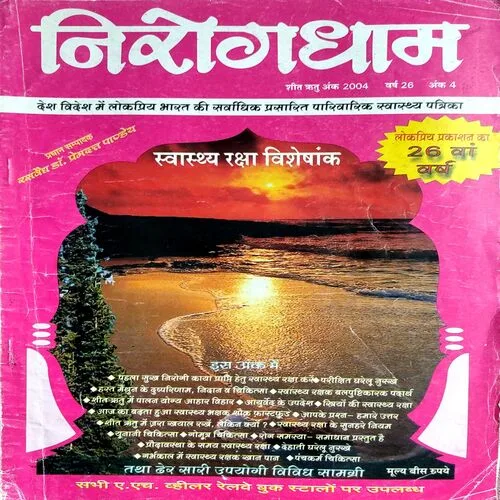 निरोगधाम
शीत ऋतु अंक 2004 वर्ष 26 अंक 4
देश विदेश में लोकप्रिय भारत की सर्वाधिक प्रसारित पारिवारिक स्वास्थ्य पत्रिका
प्रधान सम्पादक
राजवैद्य डॉ. प्रेमदत्त पाण्डेय
लोकप्रिय प्रकाशन का
26 वां
वर्ष
स्वास्थ्य रक्षा विशेषांक
इस अंक में
◆पहला सुख निरोगी काया प्राप्ति हेतु स्वास्थ्य रक्षा करें◆परीक्षित घरेलू नुस्खे
◆हस्त मैथुन के दुष्परिणाम, निदान व चिकित्सा ◆स्वास्थ्य रक्षक बलपुष्टिकारक पदार्थ
◆शीत ऋतु में पालन योग्य आहार विहार ◆आयुर्वेद के उपदेश◆स्त्रियों की स्वास्थ्य रक्षा
◆आज का बढ़ता हुआ स्वास्थ्य भक्षक शौक फ़ास्टफूड ◆आपके प्रश्न - हमारे उत्तर
◆शीत ऋतु में ज़रा खयाल रखें, लेकिन क्यों ? ◆स्वास्थ्य रक्षा के सुनहरे नियम
◆यूनानी चिकित्सा ◆गोमूत्र चिकित्सा ◆रोग समस्या - समाधान प्रस्तुत है
◆प्रौढ़ावस्था के समय स्वास्थ्य रक्षा ◆देहाती घरेलू नुस्खे
◆गर्भकाल में स्वास्थ्य रक्षक खान पान ◆पंचकर्म चिकित्सा
तथा ढेर सारी उपयोगी विविध सामग्री
मूल्य बीस रुपये
सभी ए.एच. व्हीलर रेलवे बुक स्टालों पर उपलब्ध